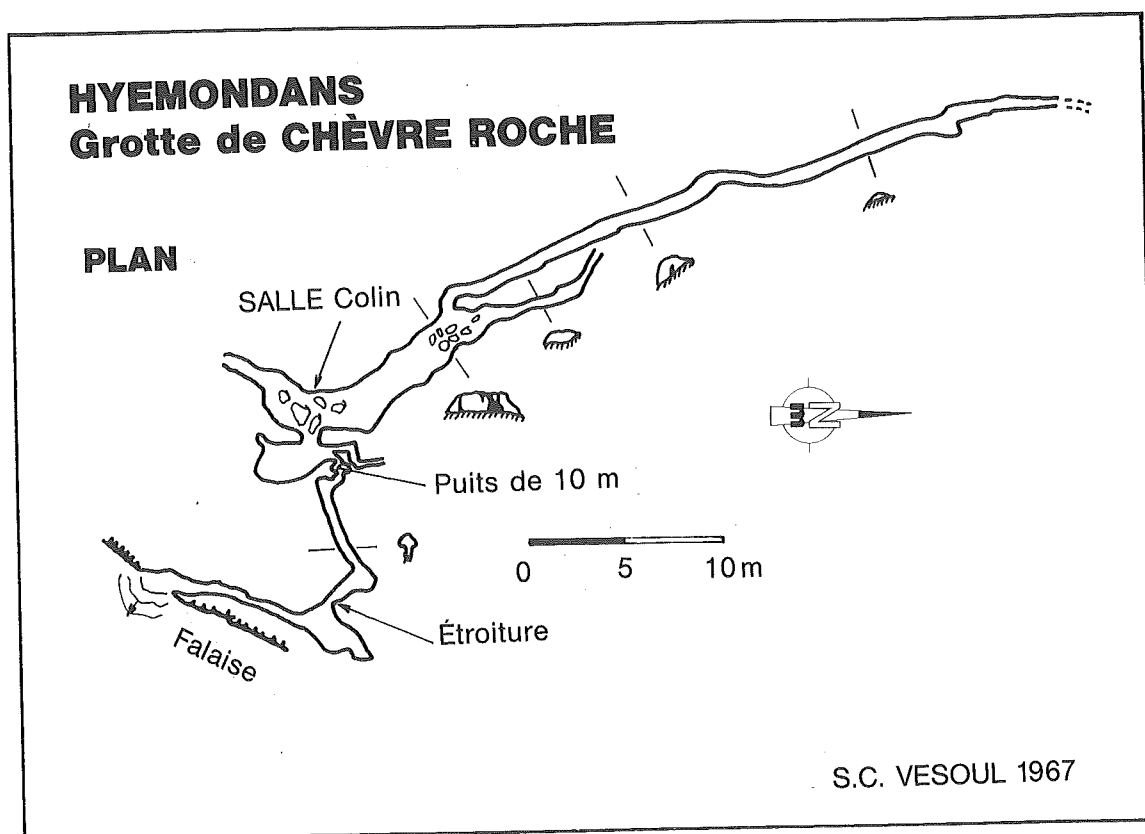 HYEMONDANS
Grotte de CHÈVRE ROCHE
PLAN
SALLE Colin
Puits de 10 m
0 5 10 m
Étroiture
Falaise
S.C. VESOUL 1967